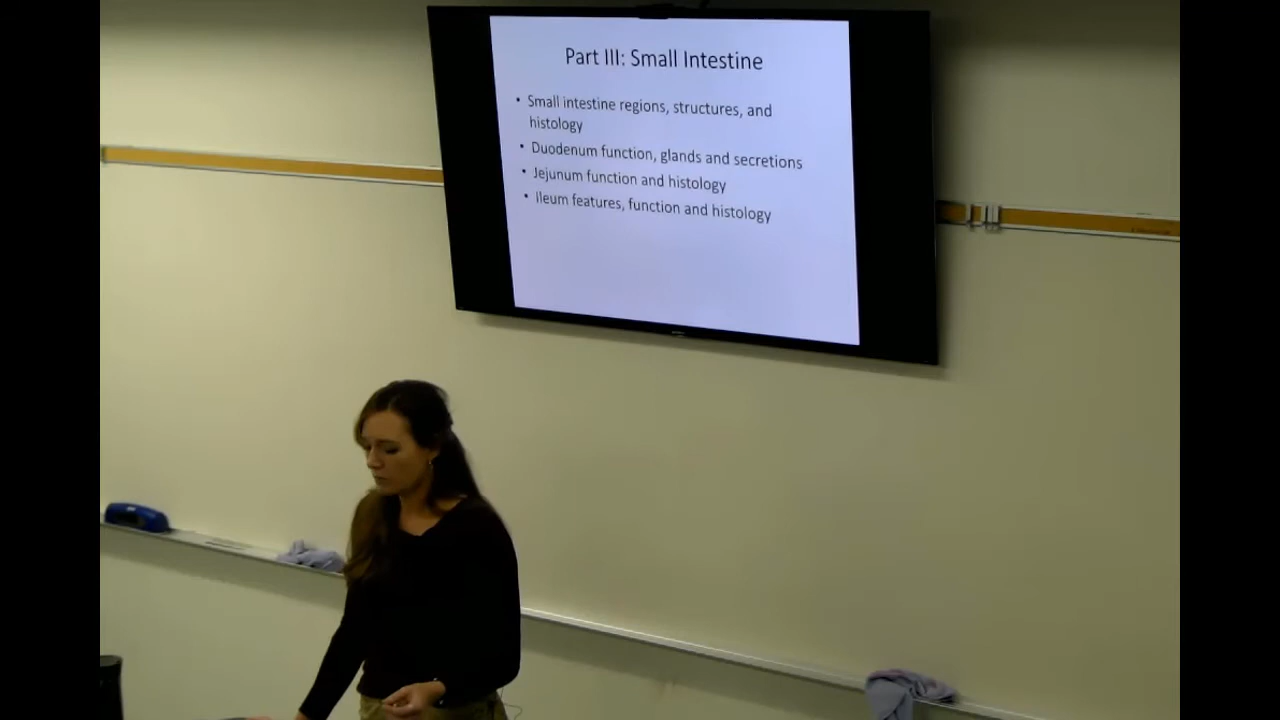 Part III: Small Intestine
• Small intestine regions, structures, and
histology
• Duodenum function, glands and secretions
• Jejunum function and histology
• Ileum features, function and histology